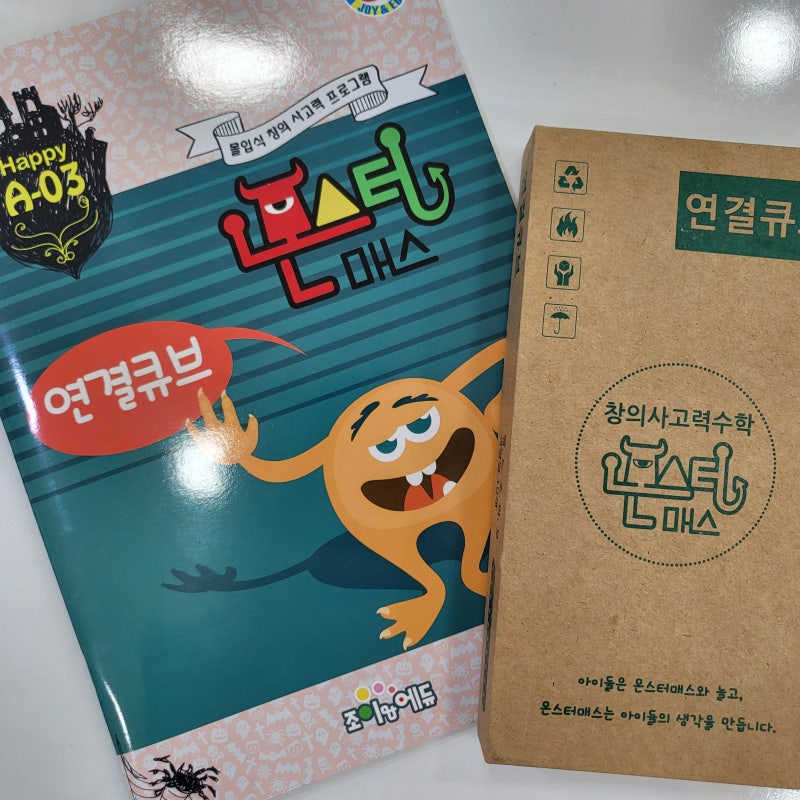 JOY & ED
몰입식 창의 사고력 프로그램
Happy
A-03
몬스터
매스
연결큐브
조이앤에듀
연결큐
창의사고력수학
몬스터
매스
아이들은 몬스터매스와 놀고,
몬스터매스는 아이들의 생각을 만듭니다.